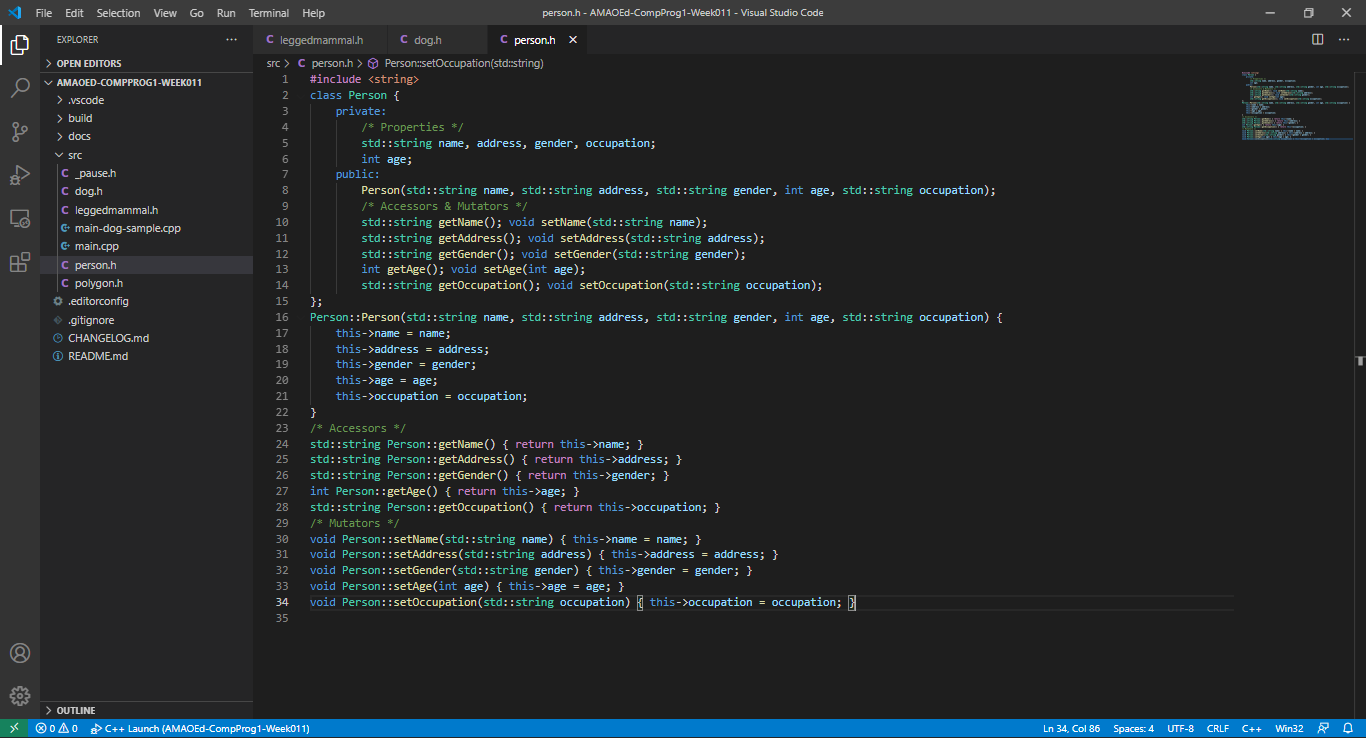 File Edit Selection View Go Run Terminal Help
person.h - AMAOEd-CompProg1-Week011 - Visual Studio Code
EXPLORER
OPEN EDITORS
AMAOED-COMPPROG1-WEEK011
.vscode
build
docs
src
C _pause.h
C dog.h
C leggedmammal.h
main-dog-sample.cpp
main.cpp
C person.h
C polygon.h
.editorconfig
.gitignore
CHANGELOG.md
README.md
OUTLINE
C leggedmammal.h C dog.h C person.h
src > C person.h > Person::setOccupation(std::string)
1 #include <string>
2 class Person {
3 private:
4 /* Properties */
5 std::string name, address, gender, occupation;
6 int age;
7 public:
8 Person(std::string name, std::string address, std::string gender, int age, std::string occupation);
9 /* Accessors & Mutators */
10 std::string getName(); void setName(std::string name);
11 std::string getAddress(); void setAddress(std::string address);
12 std::string getGender(); void setGender(std::string gender);
13 int getAge(); void setAge(int age);
14 std::string getOccupation(); void setOccupation(std::string occupation);
15 };
16 Person::Person(std::string name, std::string address, std::string gender, int age, std::string occupation) {
17 this->name = name;
18 this->address = address;
19 this->gender = gender;
20 this->age = age;
21 this->occupation = occupation;
22 }
23 /* Accessors */
24 std::string Person::getName() { return this->name; }
25 std::string Person::getAddress() { return this->address; }
26 std::string Person::getGender() { return this->gender; }
27 int Person::getAge() { return this->age; }
28 std::string Person::getOccupation() { return this->occupation; }
29 /* Mutators */
30 void Person::setName(std::string name) { this->name = name; }
31 void Person::setAddress(std::string address) { this->address = address; }
32 void Person::setGender(std::string gender) { this->gender = gender; }
33 void Person::setAge(int age) { this->age = age; }
34 void Person::setOccupation(std::string occupation) { this->occupation = occupation; }
35
0 0 C++ Launch (AMAOEd-CompProg1-Week011)
Ln 34, Col 86 Spaces: 4 UTF-8 CRLF C++ Win32